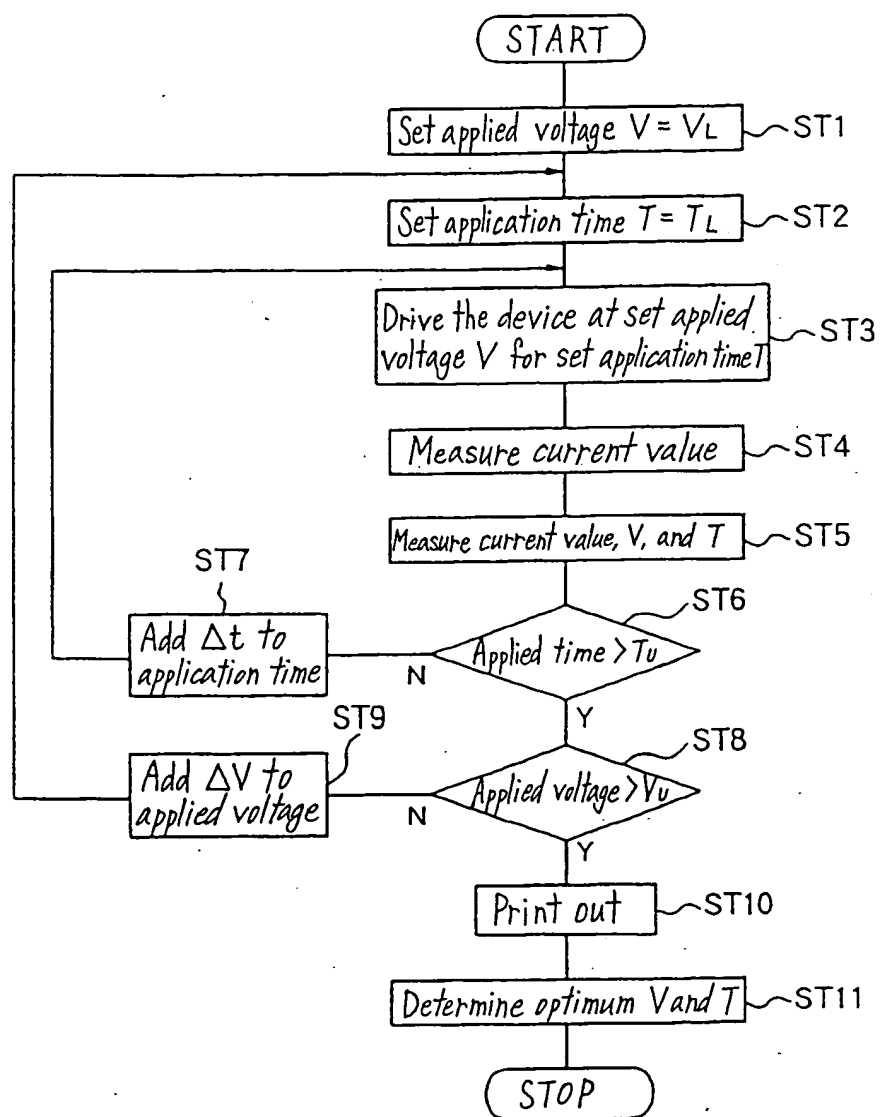 START
Set applied voltage V = VL
ST1
Set application time T = TL
ST2
Drive the device at set applied
voltage V for set application time T
ST3
Measure current value
ST4
Measure current value, V, and T
ST5
ST7
Add Δt to
application time
N
Applied time > Tu
ST6
Y
ST9
Add ΔV to
applied voltage
N
Applied voltage > Vu
ST8
Y
Print out
ST10
Determine optimum V and T
ST11
STOP